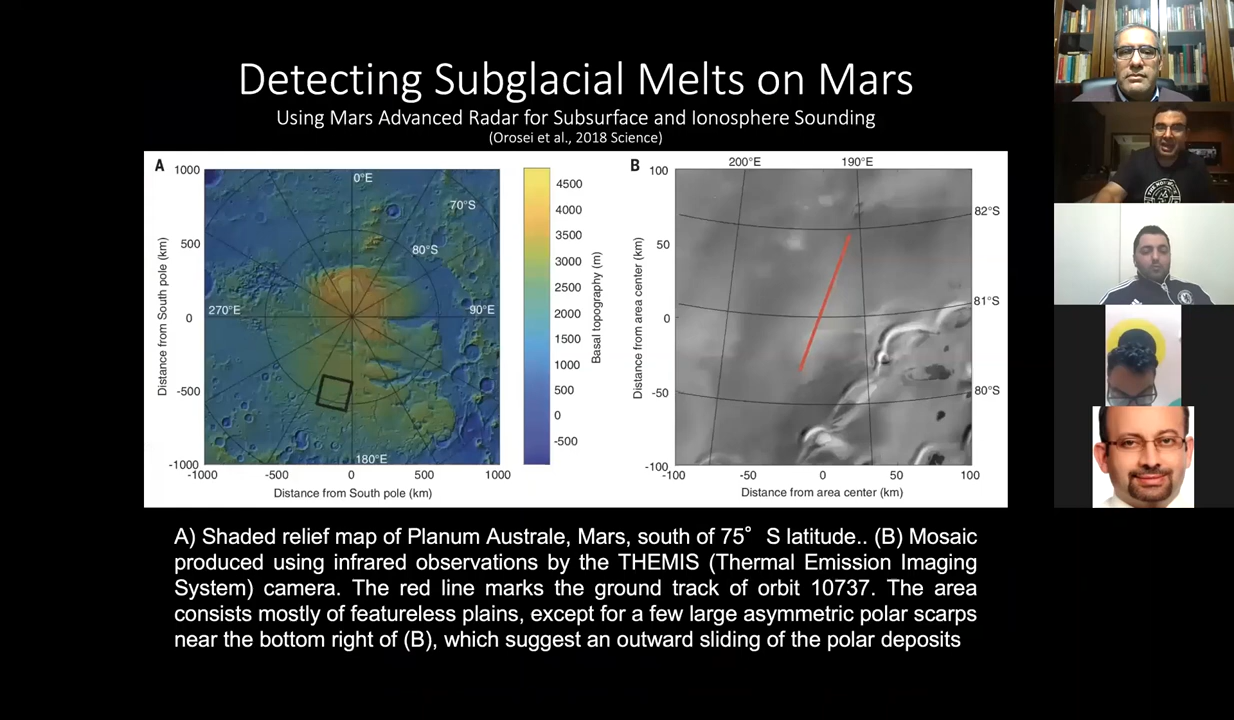 Detecting Subglacial Melts on Mars
Using Mars Advanced Radar for Subsurface and Ionosphere Sounding
(Orosei et al., 2018 Science)
A
1000
500
0
-500
-1000
-1000
-500
0
500
1000
Distance from South pole (km)
Distance from South pole (km)
0°E
70°S
80°S
270°E
90°E
180°E
4500
4000
3500
3000
2500
2000
1500
1000
500
0
-500
Basal topography (m)
B
200°E
190°E
100
50
0
-50
-100
-100
-50
0
50
100
Distance from area center (km)
Distance from area center (km)
82°S
81°S
80°S
A) Shaded relief map of Planum Australe, Mars, south of 75° S latitude.. (B) Mosaic
produced using infrared observations by the THEMIS (Thermal Emission Imaging
System) camera. The red line marks the ground track of orbit 10737. The area
consists mostly of featureless plains, except for a few large asymmetric polar scarps
near the bottom right of (B), which suggest an outward sliding of the polar deposits